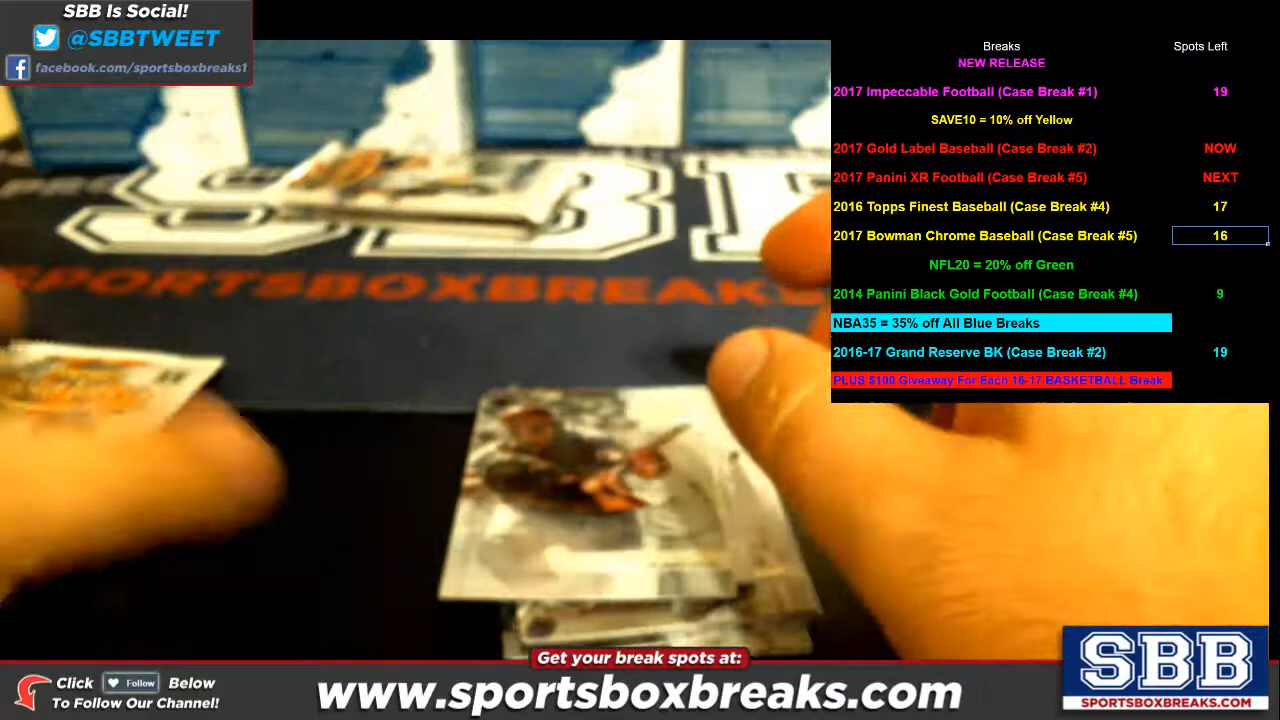 SBB Is Social!
@SBBTWEET
facebook.com/sportsboxbreaks1
Breaks Spots Left
NEW RELEASE
2017 Impeccable Football (Case Break #1) 19
SAVE10 = 10% off Yellow
2017 Gold Label Baseball (Case Break #2) NOW
2017 Panini XR Football (Case Break #5) NEXT
2016 Topps Finest Baseball (Case Break #4) 17
2017 Bowman Chrome Baseball (Case Break #5) 16
NFL20 = 20% off Green
2014 Panini Black Gold Football (Case Break #4) 9
NBA35 = 35% off All Blue Breaks
2016-17 Grand Reserve BK (Case Break #2) 19
PLUS $100 Giveaway For Each 16-17 BASKETBALL Break
SBB
SPORTSBOXBREAKS
Get your break spots at:
Click Follow Below
To Follow Our Channel!
www.sportsboxbreaks.com
SBB
SPORTSBOXBREAKS.COM